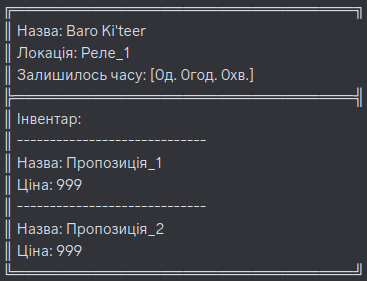 Назва: Baro Ki'teer
Локація: Реле_1
Залишилось часу: [0д. 0год. 0хв.]
Інвентар:
-----------------------------
Назва: Пропозиція_1
Ціна: 999
-----------------------------
Назва: Пропозиція_2
Ціна: 999